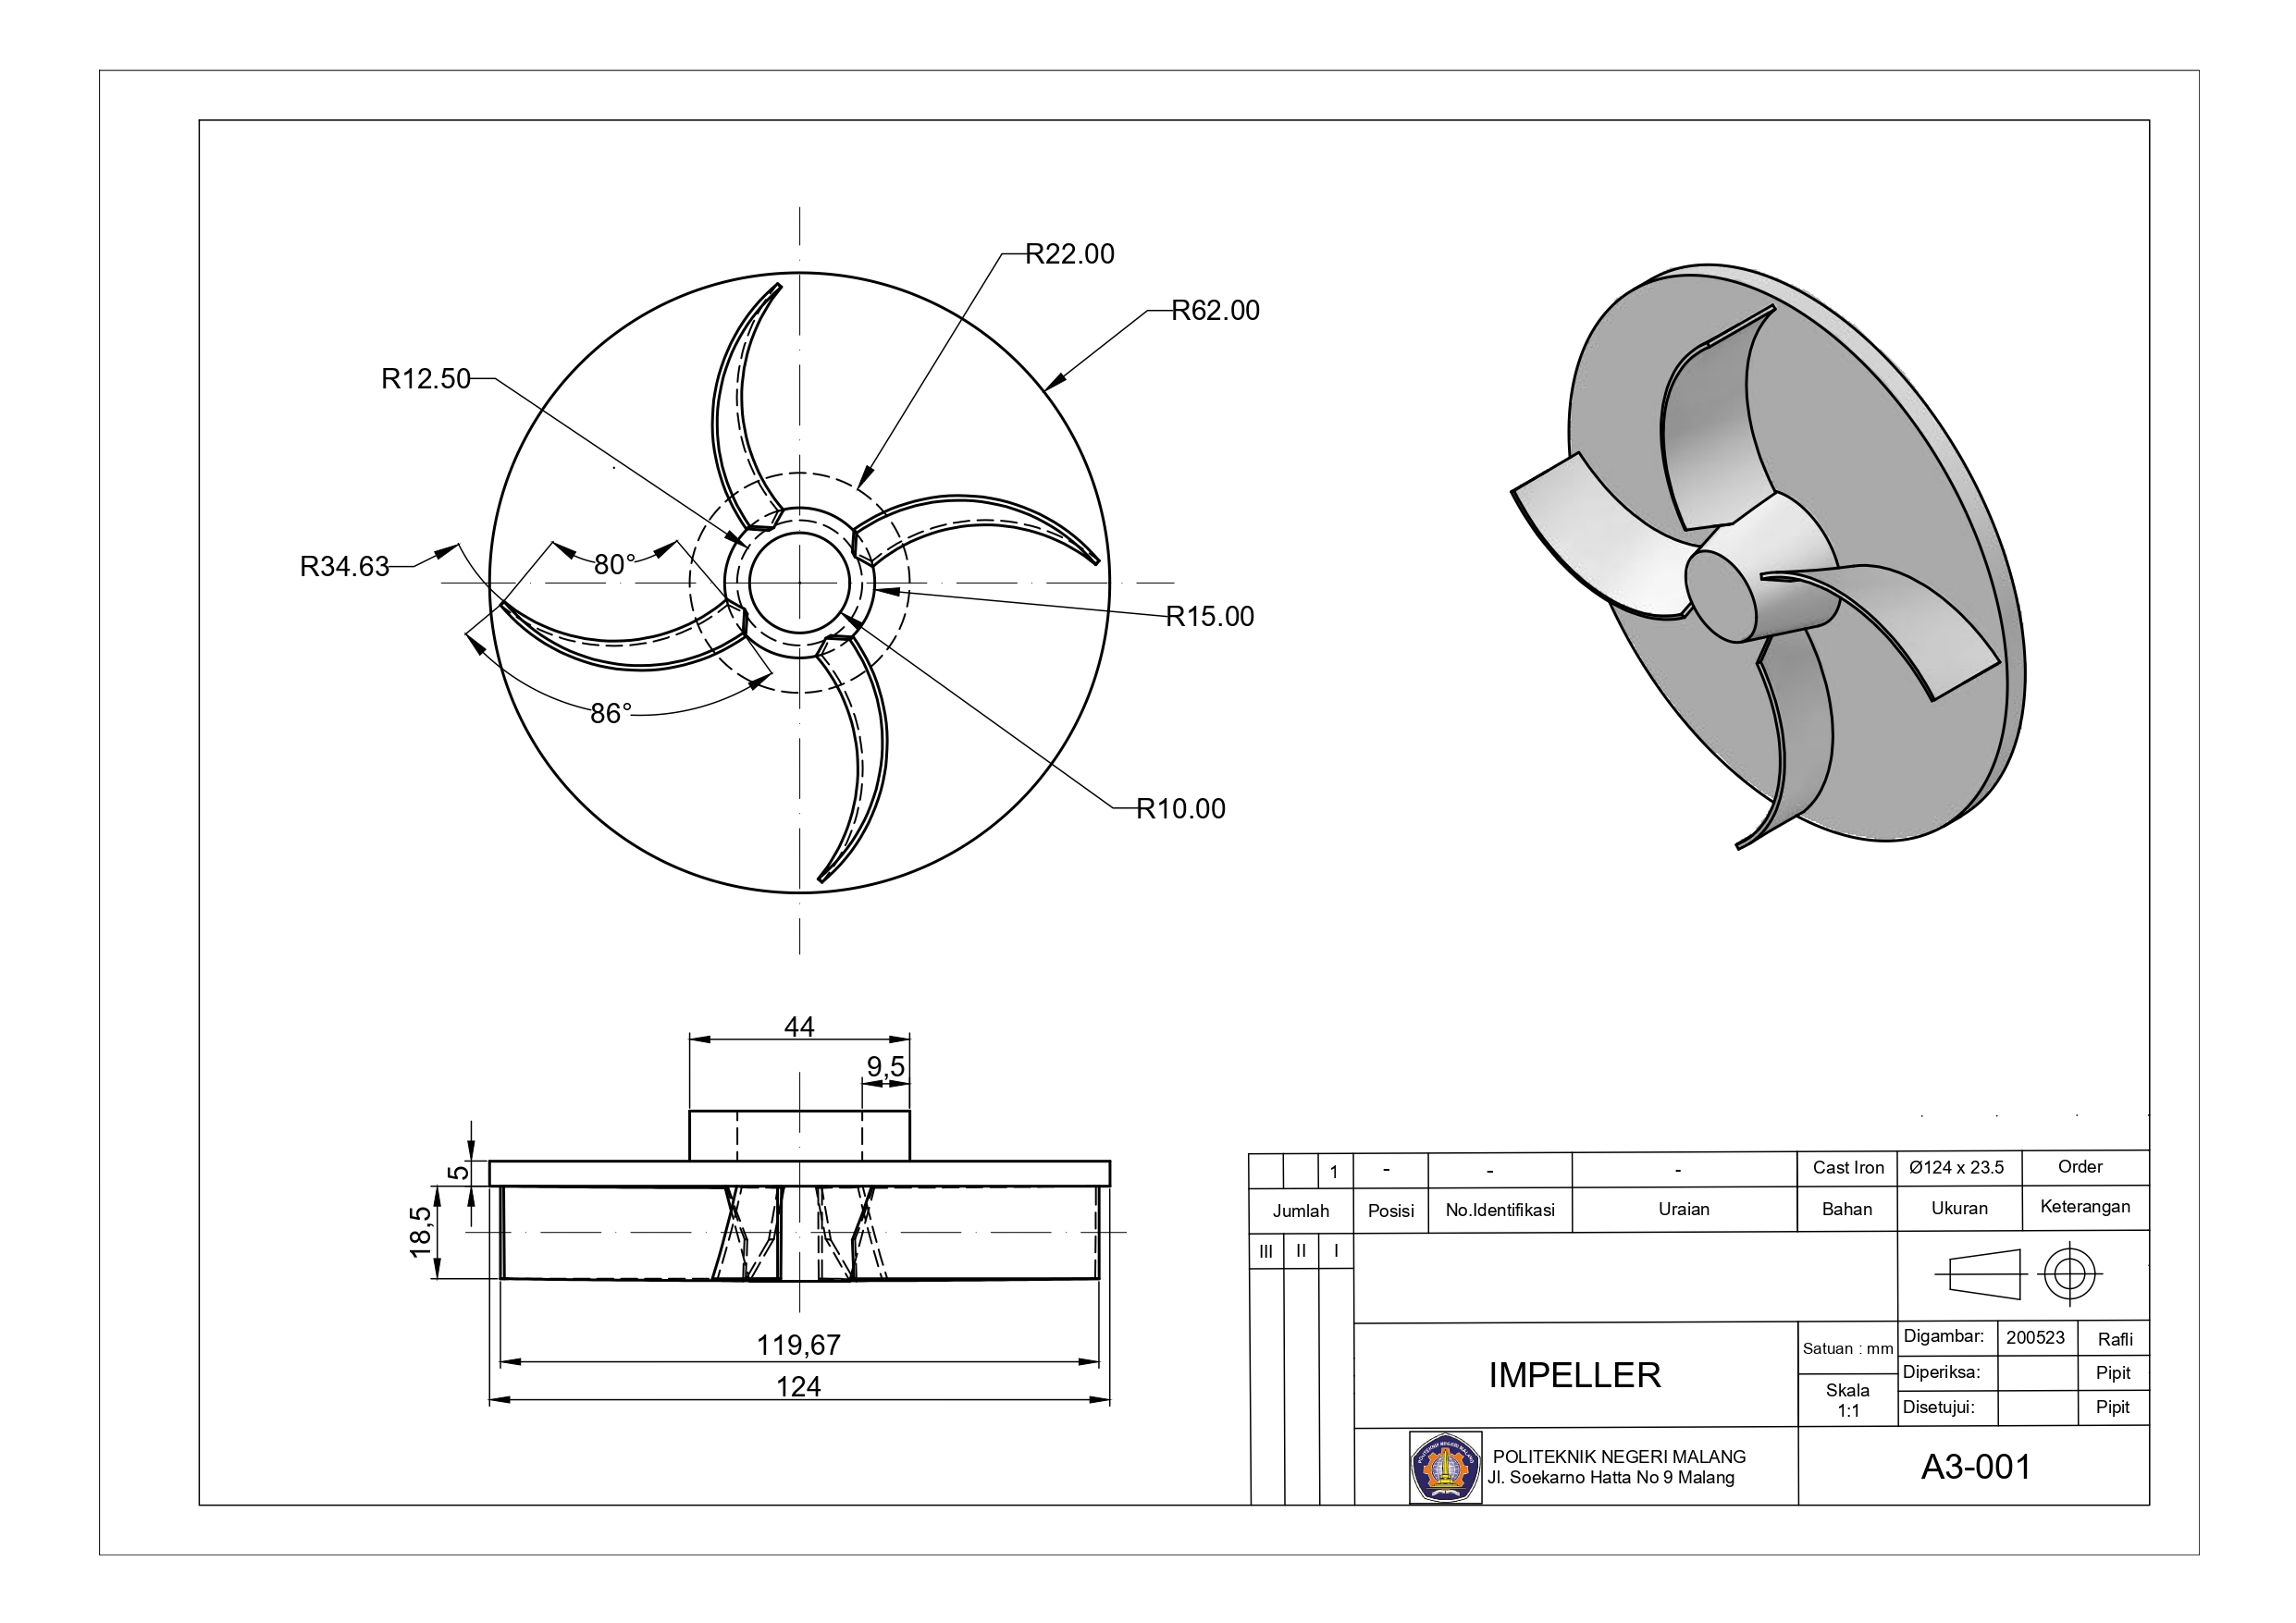 R22.00
R62.00
R12.50
R34.63
80°
R15.00
86°
R10.00
44
9,5
5
18,5
119,67
124
1 - - - Cast Iron Ø124 x 23.5 Order
Jumlah Posisi No.Identifikasi Uraian Bahan Ukuran Keterangan
III II I
IMPELLER
Satuan : mm
Skala
1:1
Digambar: 200523 Rafli
Diperiksa: Pipit
Disetujui: Pipit
POLITEKNIK NEGERI MALANG
POLITEKNIK NEGERI MALANG
Jl. Soekarno Hatta No 9 Malang
A3-001